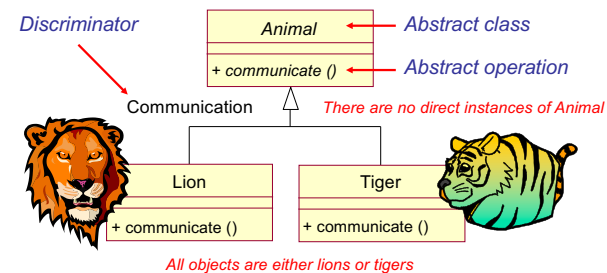 Discriminator
Animal
Abstract class
+ communicate ()
Abstract operation
Communication
There are no direct instances of Animal
Lion
Tiger
+ communicate ()
+ communicate ()
All objects are either lions or tigers